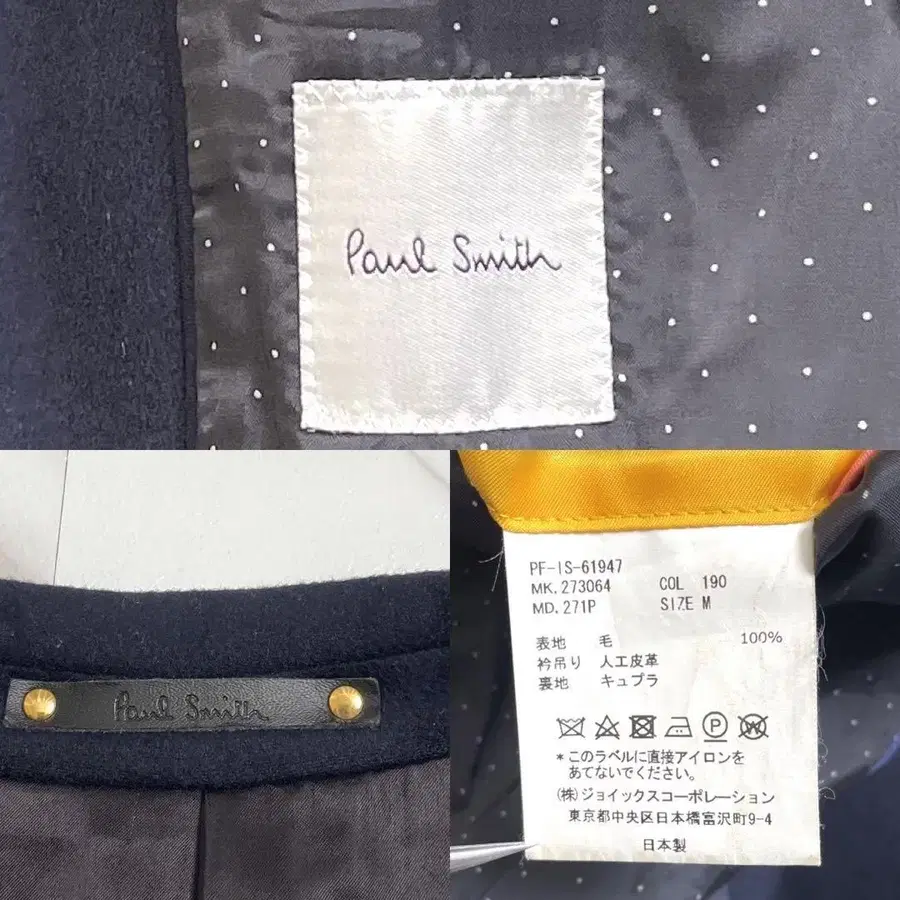 Paul Smith
Paul Smith
PF-IS-61947
MK. 273064 COL 190
MD. 271P SIZE M
表地 毛 100%
衿吊り 人工皮革
裏地 キュプラ
P W
*このラベルに直接アイロンを
あてないでください。
(株)ジョイックスコーポレーション
東京都中央区日本橋富沢町9-4
日本製